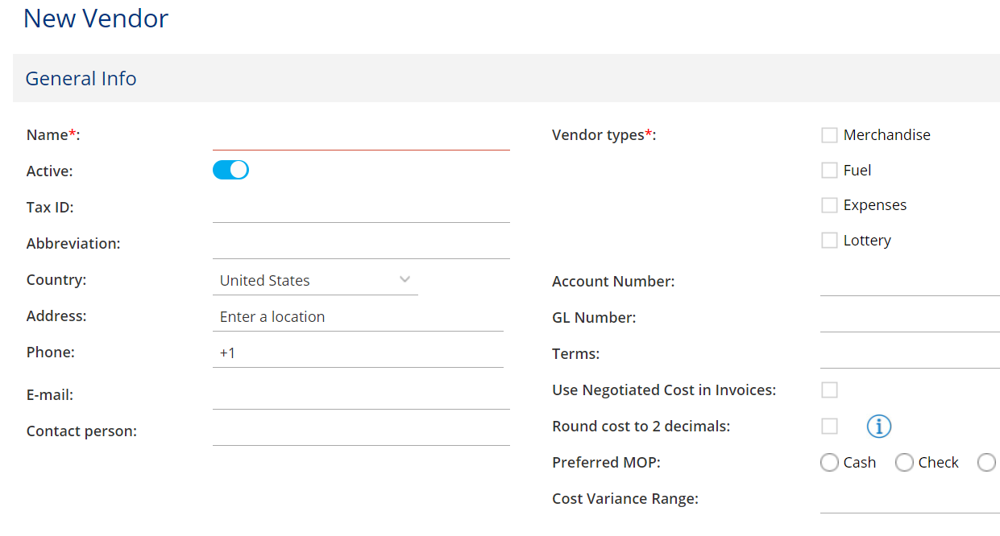 New Vendor
General Info
Name*:
Active:
Tax ID:
Abbreviation:
Country: United States
Address: Enter a location
Phone: +1
E-mail:
Contact person:
Vendor types*: Merchandise
Fuel
Expenses
Lottery
Account Number:
GL Number:
Terms:
Use Negotiated Cost in Invoices:
Round cost to 2 decimals: i
Preferred MOP: Cash Check
Cost Variance Range: